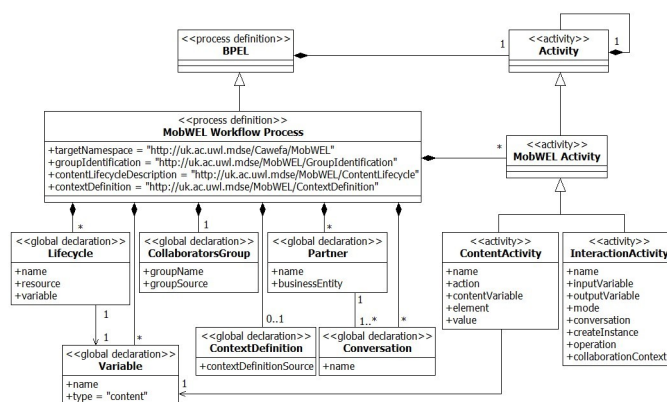 <<process definition>>
BPEL
1
<<activity>>
Activity
1
<<process definition>>
MobWEL Workflow Process
+targetNamespace = "http://uk.ac.uwl.mdse/Cawefa/MobWEL"
+groupIdentification = "http://uk.ac.uwl.mdse/MobWEL/GroupIdentification"
+contentLifecycleDescription = "http://uk.ac.uwl.mdse/MobWEL/ContentLifecycle"
+contextDefinition = "http://uk.ac.uwl.mdse/MobWEL/ContextDefinition"
*
<<activity>>
MobWEL Activity
*
1
*
<<global declaration>>
Lifecycle
+name
+resource
+variable
<<global declaration>>
CollaboratorsGroup
+groupName
+groupSource
<<global declaration>>
Partner
+name
+businessEntity
<<activity>>
ContentActivity
+name
+action
+contentVariable
+element
+value
<<activity>>
InteractionActivity
+name
+inputVariable
+outputVariable
+mode
+conversation
+createInstance
+operation
+collaborationContext
1
1
*
0..1
1
1..*
*
<<global declaration>>
ContextDefinition
+contextDefinitionSource
<<global declaration>>
Conversation
+name
<<global declaration>>
Variable
+name
+type = "content"
1